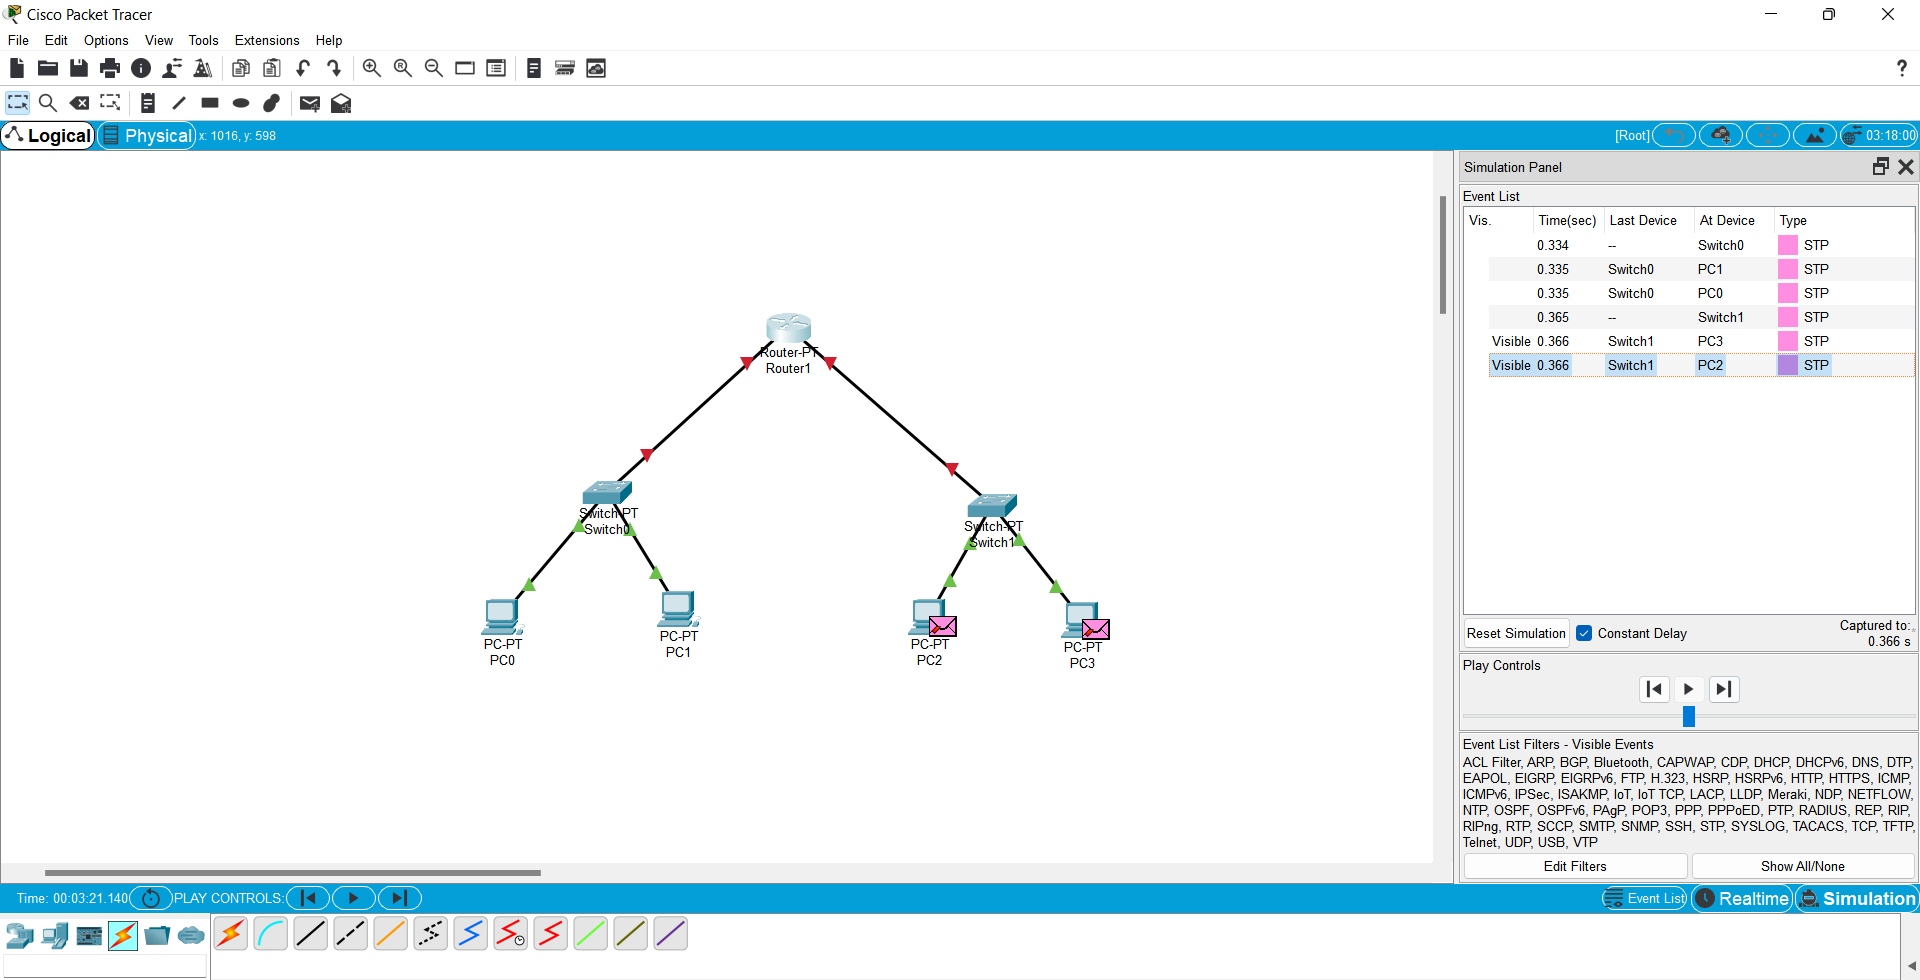 Cisco Packet Tracer
File Edit Options View Tools Extensions Help
Logical Physical x: 1016, y: 598 [Root] 03:18:00
Simulation Panel
Event List
Vis. Time(sec) Last Device At Device Type
0.334 -- Switch0 STP
0.335 Switch0 PC1 STP
0.335 Switch0 PC0 STP
0.365 -- Switch1 STP
Visible 0.366 Switch1 PC3 STP
Visible 0.366 Switch1 PC2 STP
Router-PT
Router1
Switch-PT
Switch0
Switch-PT
Switch1
PC-PT
PC0
PC-PT
PC1
PC-PT
PC2
PC-PT
PC3
Reset Simulation Constant Delay Captured to:
0.366 s
Play Controls
Event List Filters - Visible Events
ACL Filter, ARP, BGP, Bluetooth, CAPWAP, CDP, DHCP, DHCPv6, DNS, DTP,
EAPOL, EIGRP, EIGRPv6, FTP, H.323, HSRP, HSRPv6, HTTP, HTTPS, ICMP,
ICMPv6, IPSec, ISAKMP, IoT, IoT TCP, LACP, LLDP, Meraki, NDP, NETFLOW,
NTP, OSPF, OSPFv6, PAgP, POP3, PPP, PPPoED, PTP, RADIUS, REP, RIP,
RIPng, RTP, SCCP, SMTP, SNMP, SSH, STP, SYSLOG, TACACS, TCP, TFTP,
Telnet, UDP, USB, VTP
Edit Filters Show All/None
Time: 00:03:21.140 PLAY CONTROLS: Event List Realtime Simulation